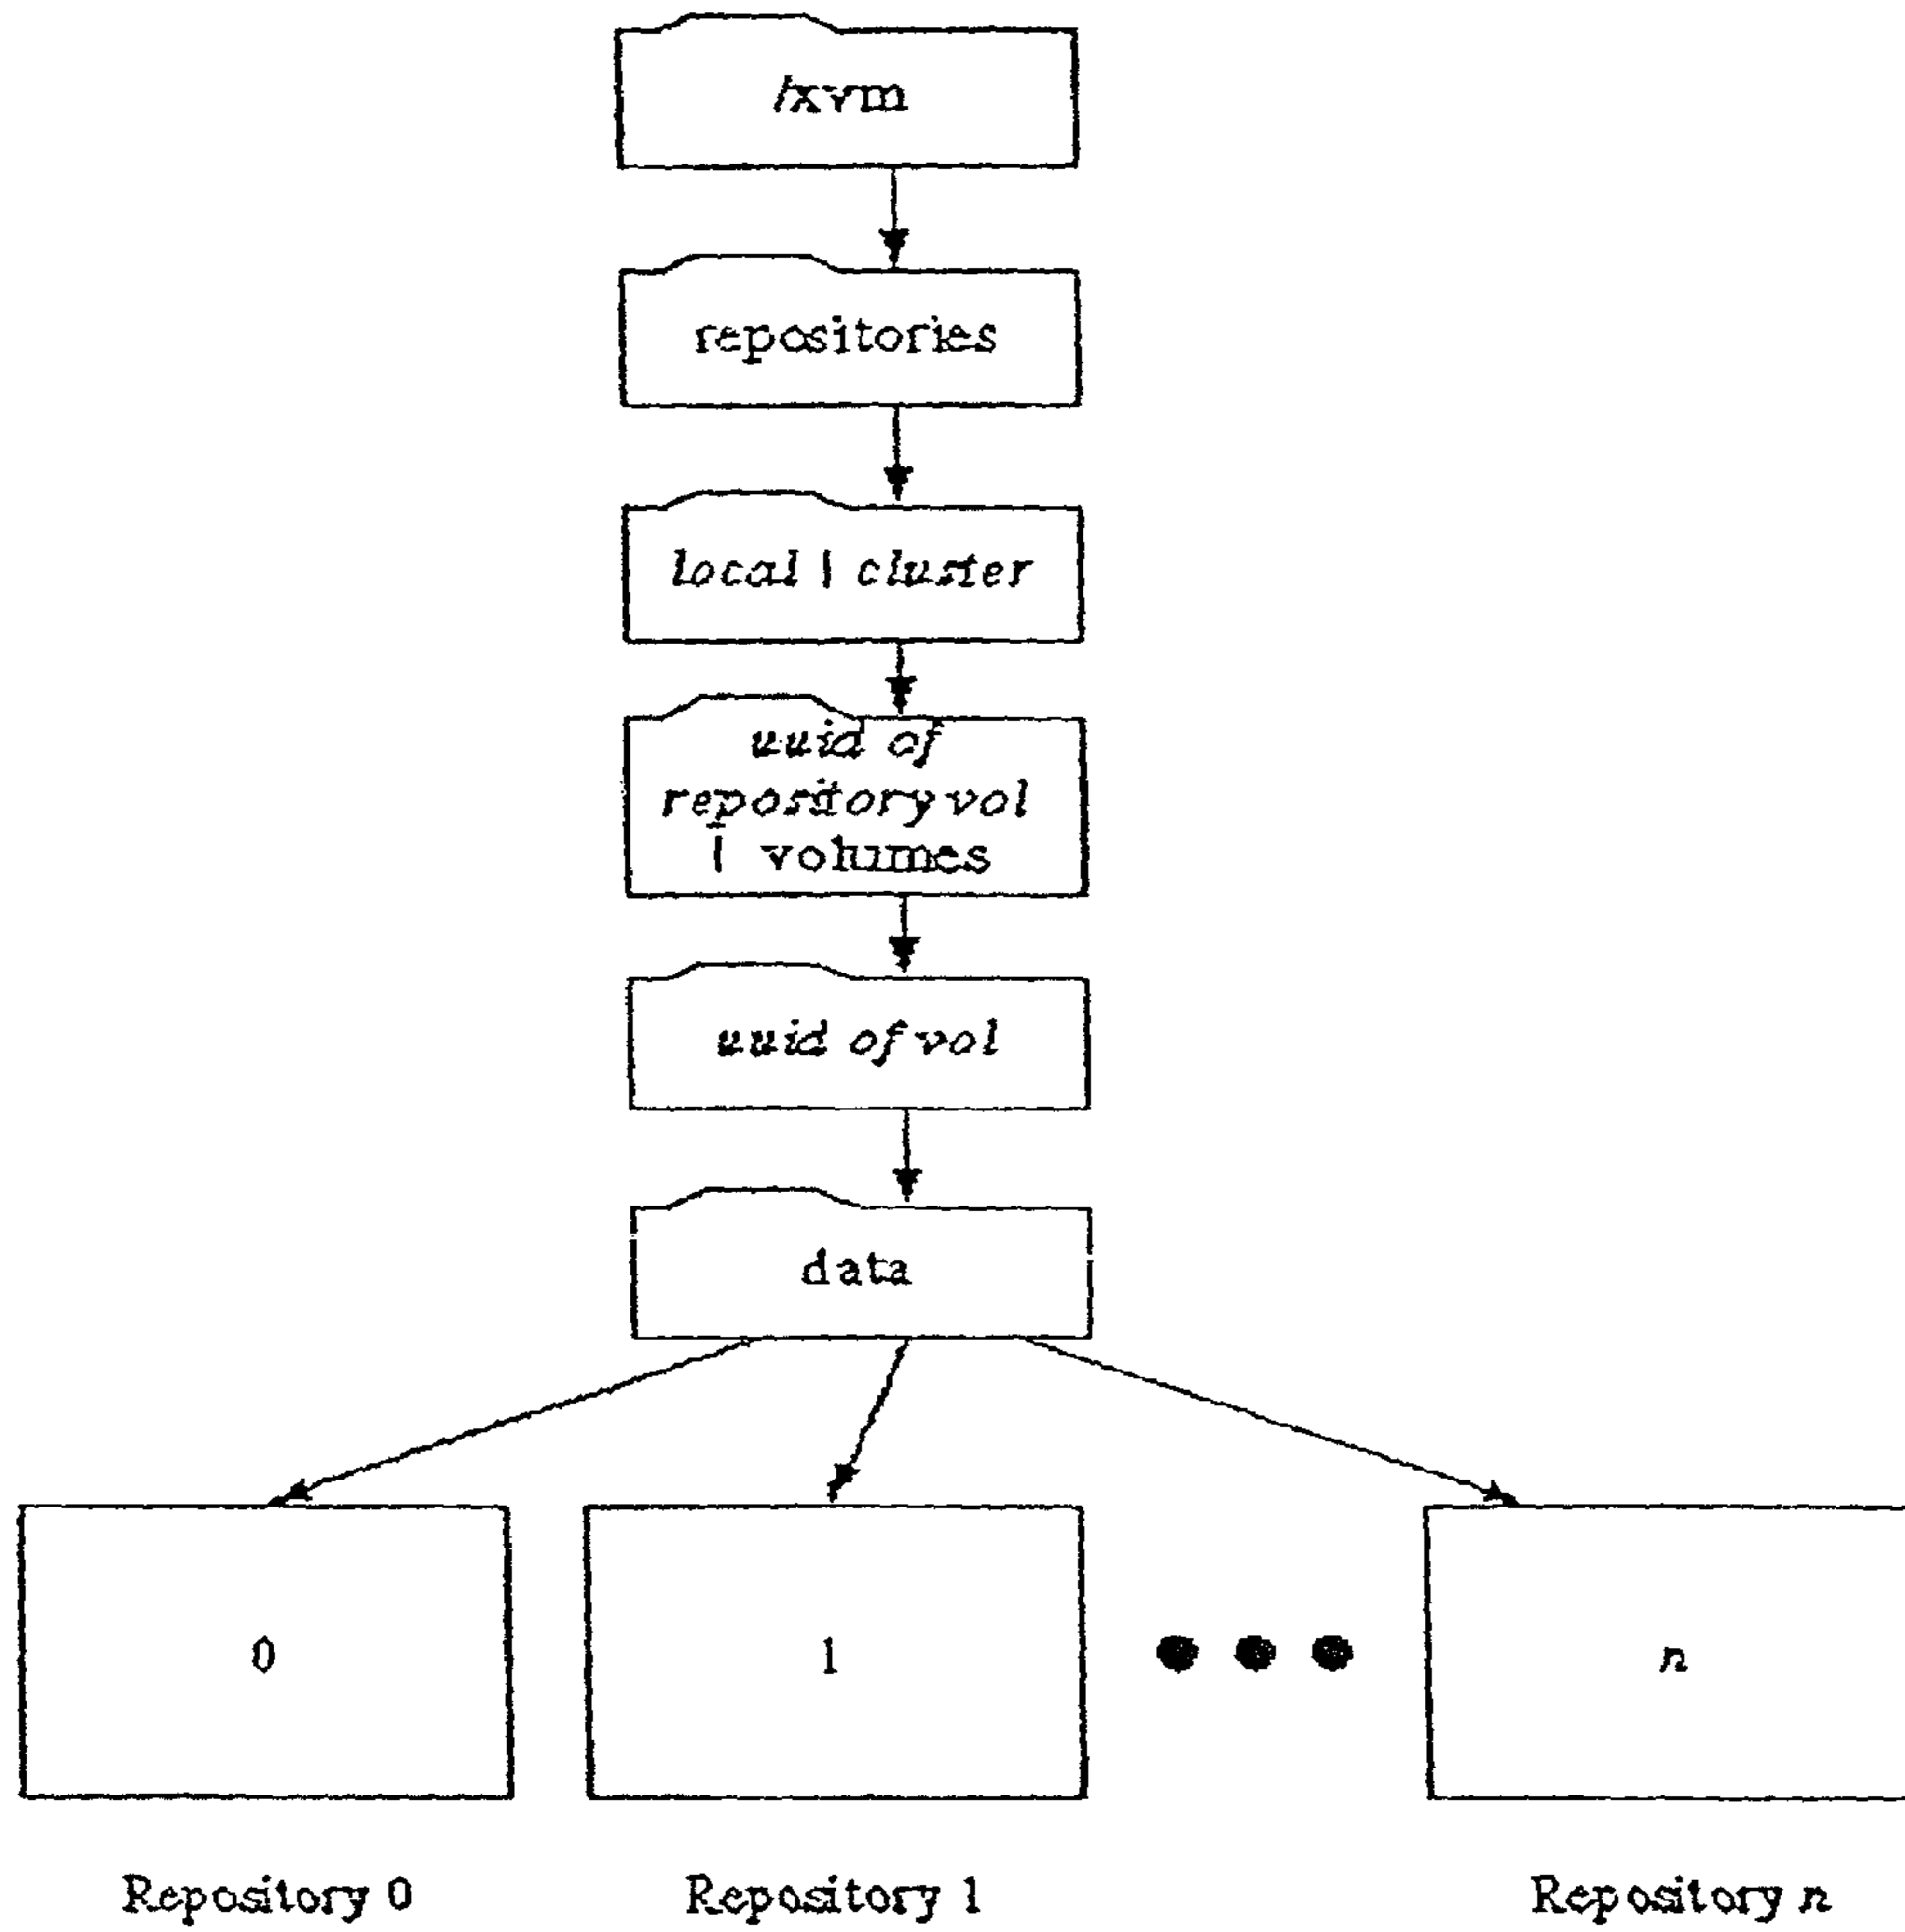 /xvm
repositories
local | cluster
uuid of
repository vol
| volumes
uuid of vol
data
0
1
n
Repository 0
Repository 1
Repository n